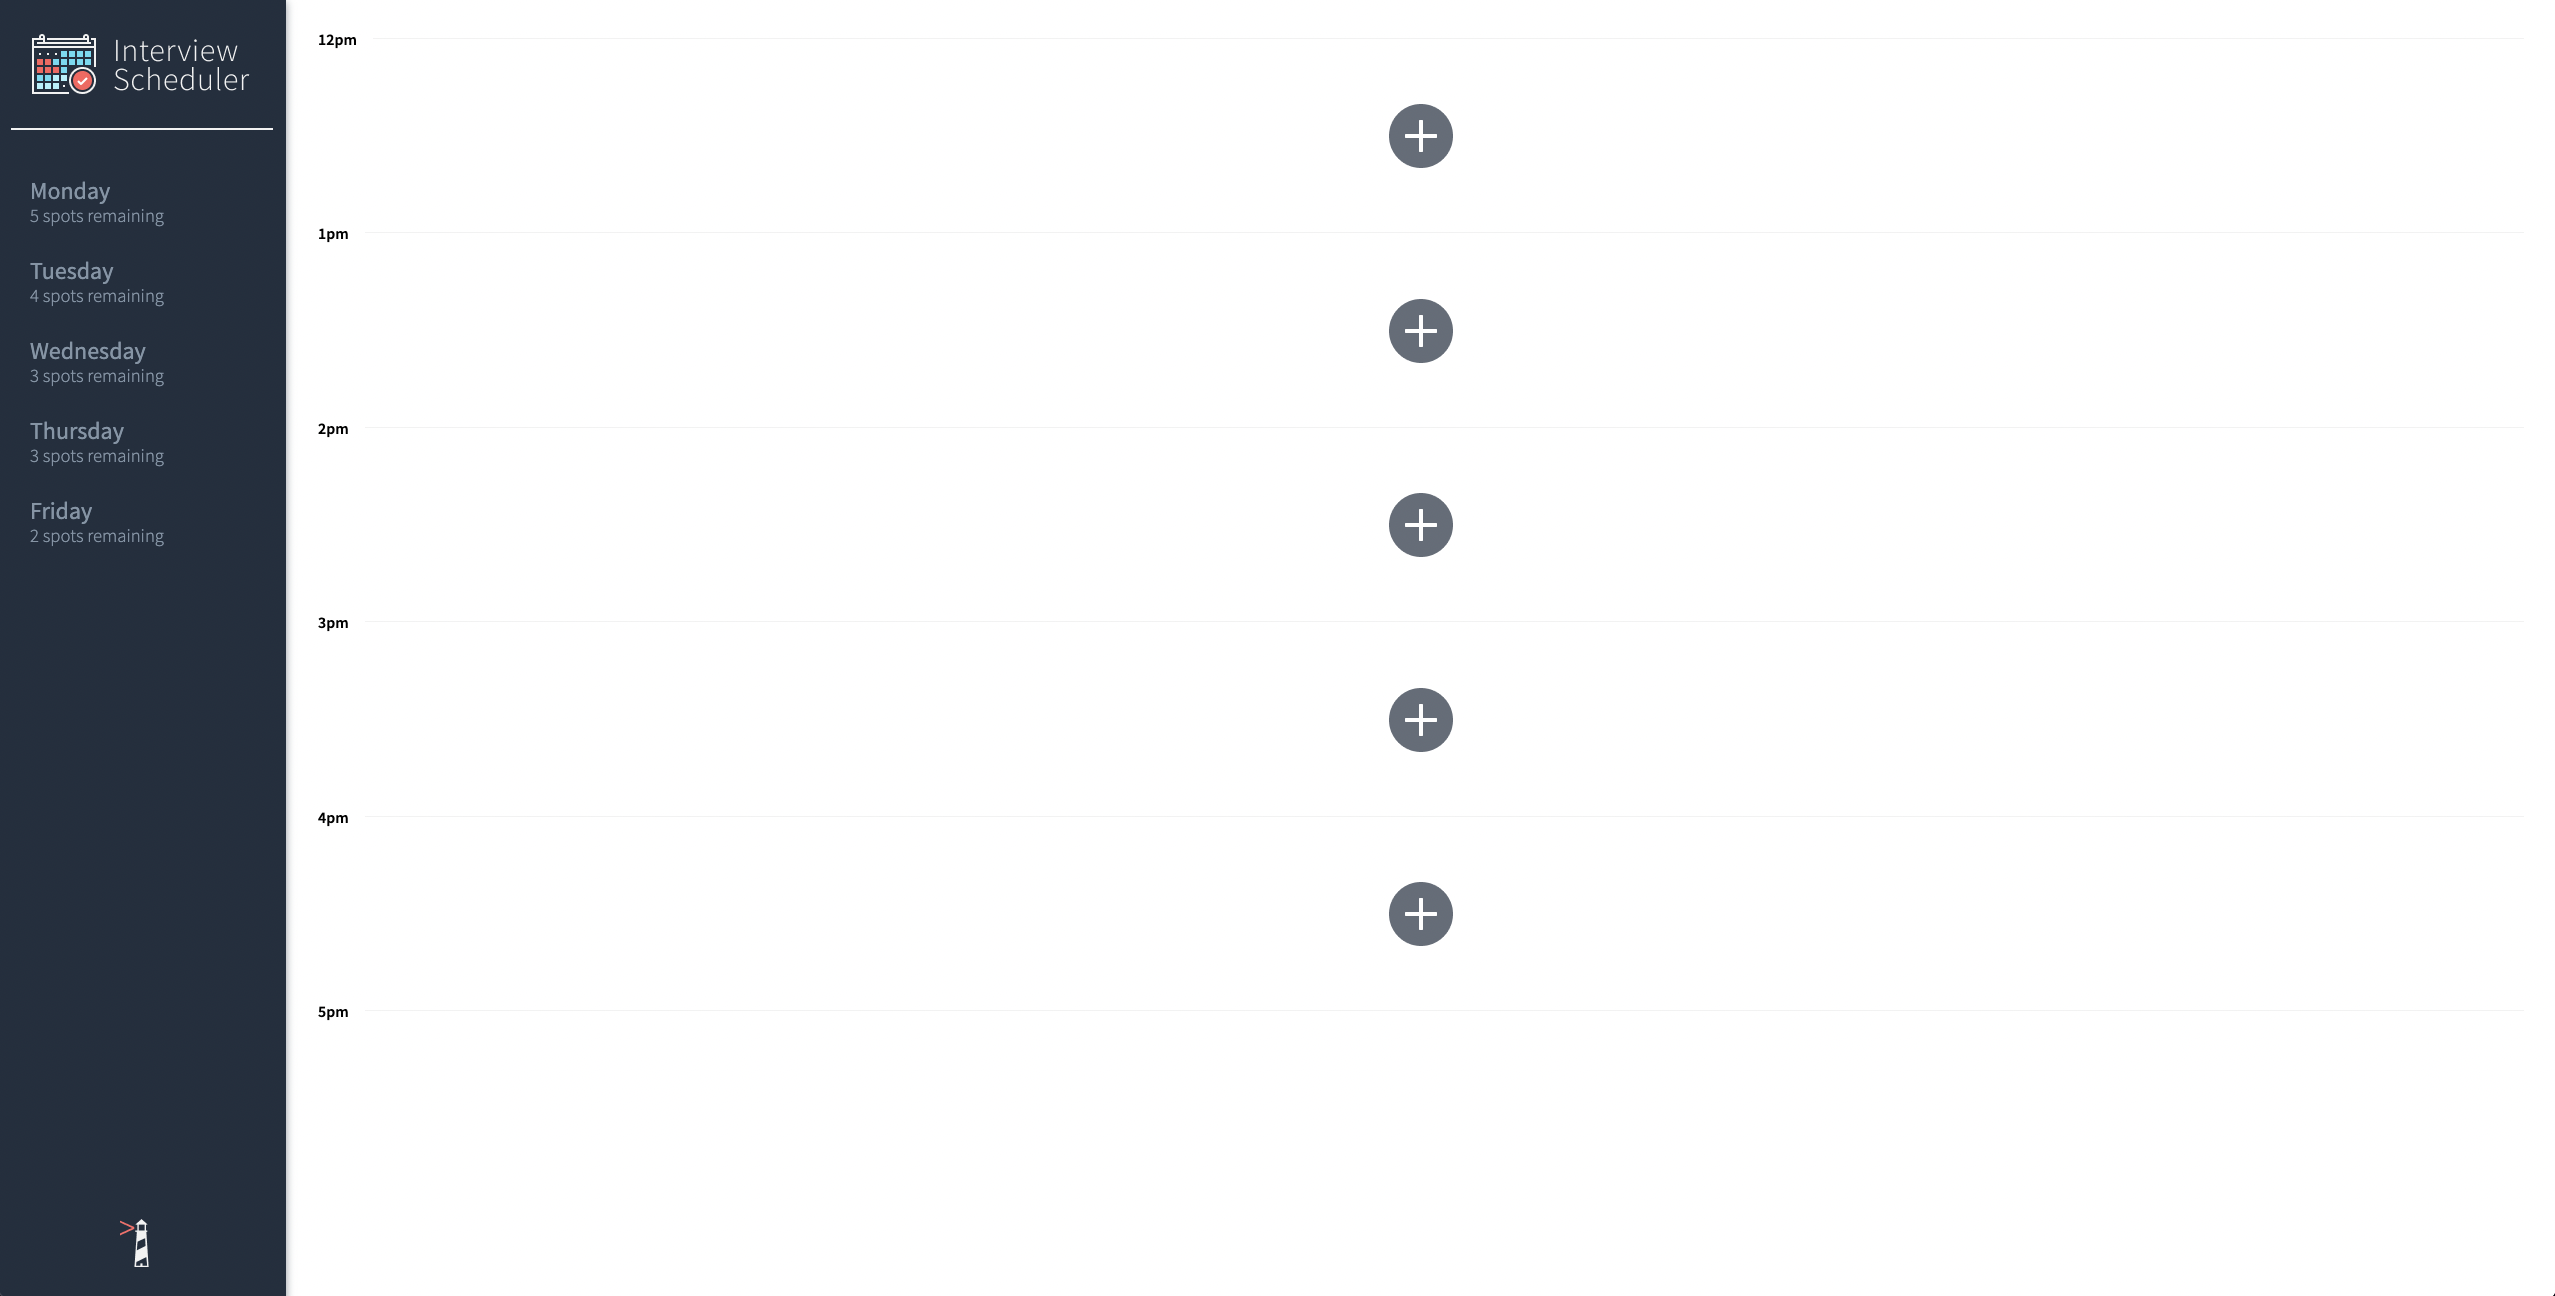 Interview
Scheduler
Monday
5 spots remaining
Tuesday
4 spots remaining
Wednesday
3 spots remaining
Thursday
3 spots remaining
Friday
2 spots remaining
12pm
1pm
2pm
3pm
4pm
5pm